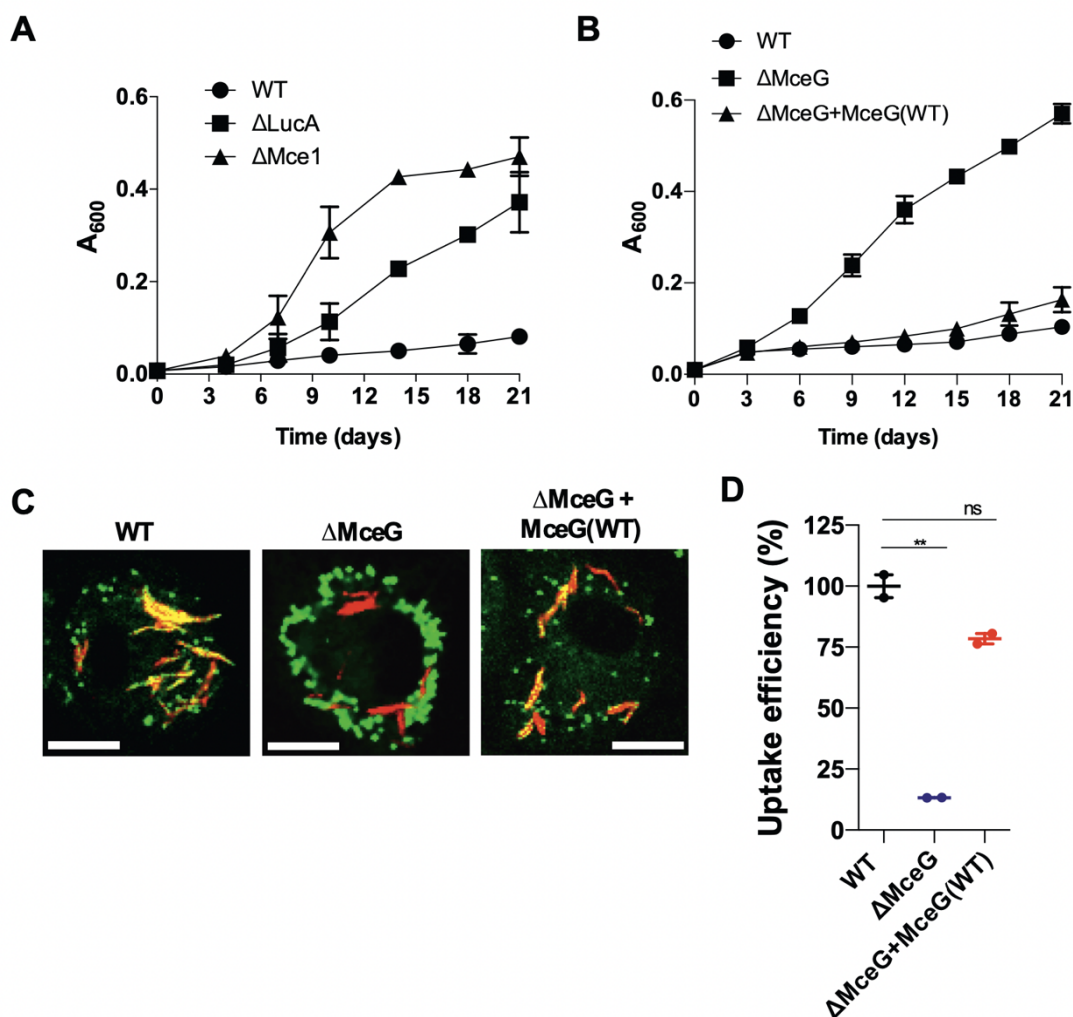 A
WT
ΔLucA
ΔMce1
A600
0.6
0.4
0.2
0.0
0 3 6 9 12 15 18 21
Time (days)
B
WT
ΔMceG
ΔMceG+MceG(WT)
A600
0.6
0.4
0.2
0.0
0 3 6 9 12 15 18 21
Time (days)
C
WT
ΔMceG
ΔMceG +
MceG(WT)
D
Uptake efficiency (%)
125
100
75
50
25
0
ns
**
WT
ΔMceG
ΔMceG+MceG(WT)